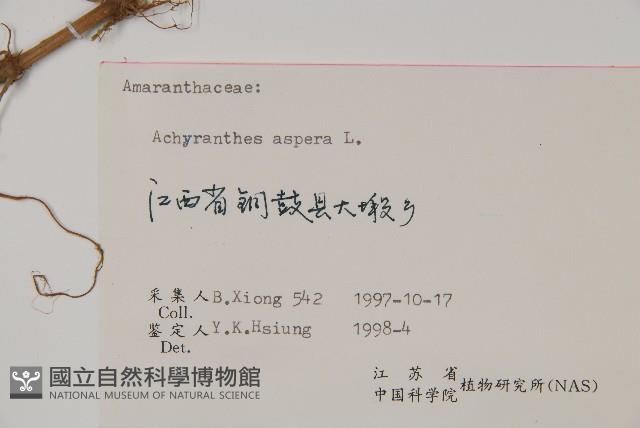 Amaranthaceae:
Achyranthes aspera L.
江西省铜鼓县大塅乡
采集人 B.Xiong 542 1997-10-17
Coll.
鉴定人 Y.K.Hsiung 1998-4
Det.
江苏省
中国科学院 植物研究所(NAS)
國立自然科學博物館
NATIONAL MUSEUM OF NATURAL SCIENCE